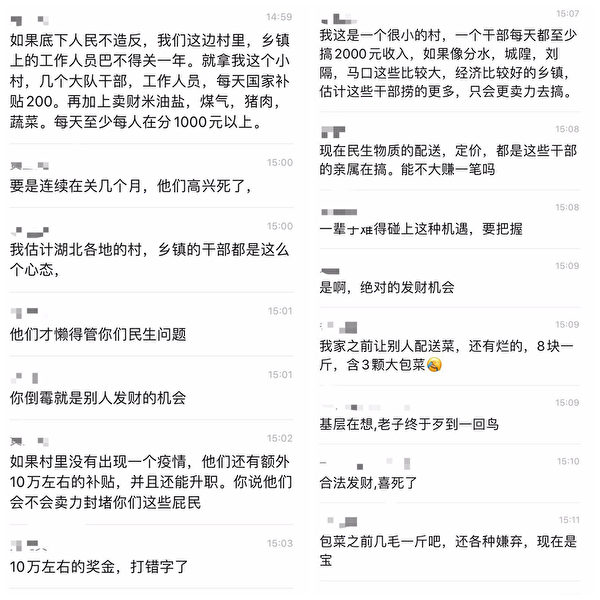 14:59
如果底下人民不造反，我们这边村里，乡镇
上的工作人员巴不得关一年。就拿我这个小
村，几个大队干部，工作人员，每天国家补
贴200。再加上卖财米油盐，煤气，猪肉，
蔬菜。每天至少每人在分1000元以上。
15:00
要是连续在关几个月，他们高兴死了，
15:00
我估计湖北各地的村，乡镇的干部都是这么
个心态，
15:01
他们才懒得管你们民生问题
15:01
你倒霉就是别人发财的机会
15:02
如果村里没有出现一个疫情，他们还有额外
10万左右的补贴，并且还能升职。你说他们
会不会卖力封堵你们这些屁民
15:03
10万左右的奖金，打错字了
15:07
我这是一个很小的村，一个干部每天都至少
搞2000元收入，如果像分水，城隍，刘
隔，马口这些比较大，经济比较好的乡镇，
估计这些干部捞的更多，只会更卖力去搞。
15:08
现在民生物质的配送，定价，都是这些干部
的亲属在搞。能不大赚一笔吗
15:08
一辈子难得碰上这种机遇，要把握
15:09
是啊，绝对的发财机会
15:09
我家之前让别人配送菜，还有烂的，8块一
斤，含3颗大包菜
15:09
基层在想,老子终于歹到一回鸟
15:10
合法发财,喜死了
15:11
包菜之前几毛一斤吧，还各种嫌弃，现在是
宝